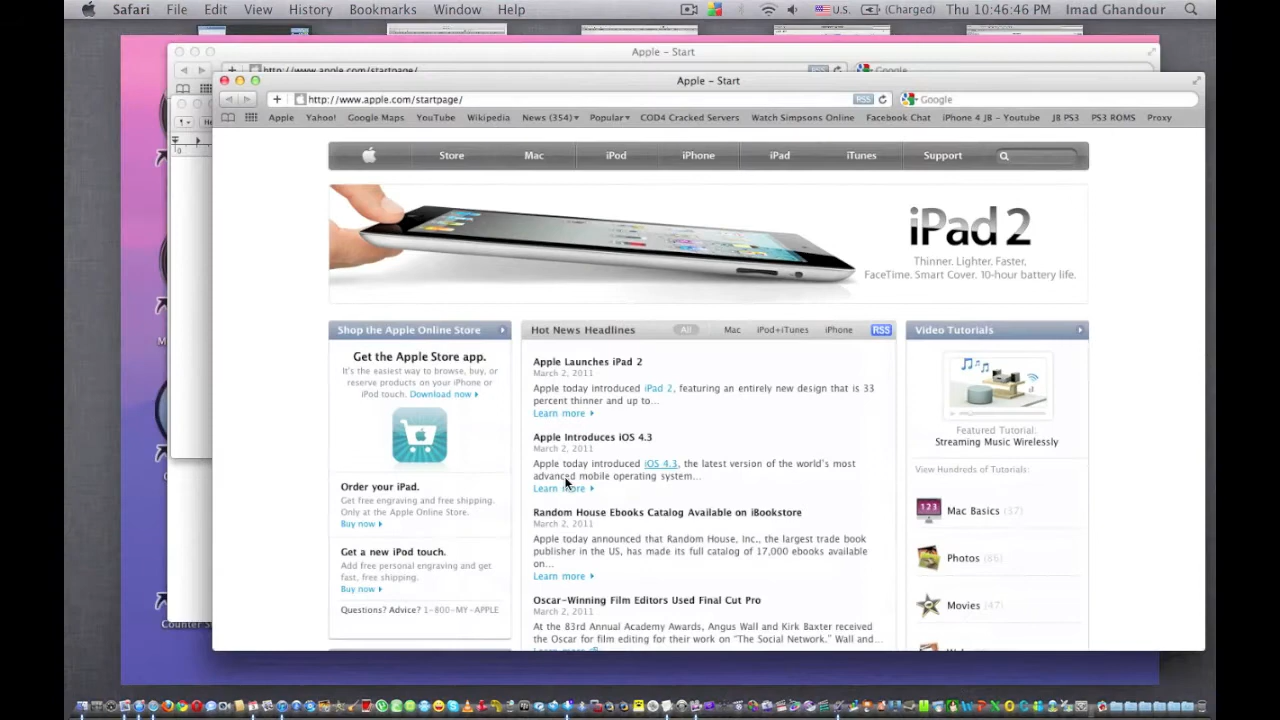 Safari File Edit View History Bookmarks Window Help U.S. (Charged) Thu 10:46:46 PM Imad Ghandour
Apple – Start
http://www.apple.com/startpage/ RSS Google
Apple – Start
http://www.apple.com/startpage/ RSS Google
Apple Yahoo! Google Maps YouTube Wikipedia News (354) Popular COD4 Cracked Servers Watch Simpsons Online Facebook Chat iPhone 4 JB - Youtube JB PS3 PS3 ROMS Proxy
Store Mac iPod iPhone iPad iTunes Support
iPad 2
Thinner. Lighter. Faster.
FaceTime. Smart Cover. 10-hour battery life.
Shop the Apple Online Store
Get the Apple Store app.
It's the easiest way to browse, buy, or
reserve products on your iPhone or
iPod touch. Download now
Order your iPad.
Get free engraving and free shipping.
Only at the Apple Online Store.
Buy now
Get a new iPod touch.
Add free personal engraving and get
fast, free shipping.
Buy now
Questions? Advice? 1-800-MY-APPLE
Hot News Headlines All Mac iPod+iTunes iPhone RSS
Apple Launches iPad 2
March 2, 2011
Apple today introduced iPad 2, featuring an entirely new design that is 33
percent thinner and up to...
Learn more
Apple Introduces iOS 4.3
March 2, 2011
Apple today introduced iOS 4.3, the latest version of the world's most
advanced mobile operating system...
Learn more
Random House Ebooks Catalog Available on iBookstore
March 2, 2011
Apple today announced that Random House, Inc., the largest trade book
publisher in the US, has made its full catalog of 17,000 ebooks available
on...
Learn more
Oscar-Winning Film Editors Used Final Cut Pro
March 2, 2011
At the 83rd Annual Academy Awards, Angus Wall and Kirk Baxter received
the Oscar for film editing for their work on “The Social Network.” Wall and...
Video Tutorials
Featured Tutorial:
Streaming Music Wirelessly
View Hundreds of Tutorials:
123
Mac Basics (37)
Photos (86)
Movies (47)
Counter S